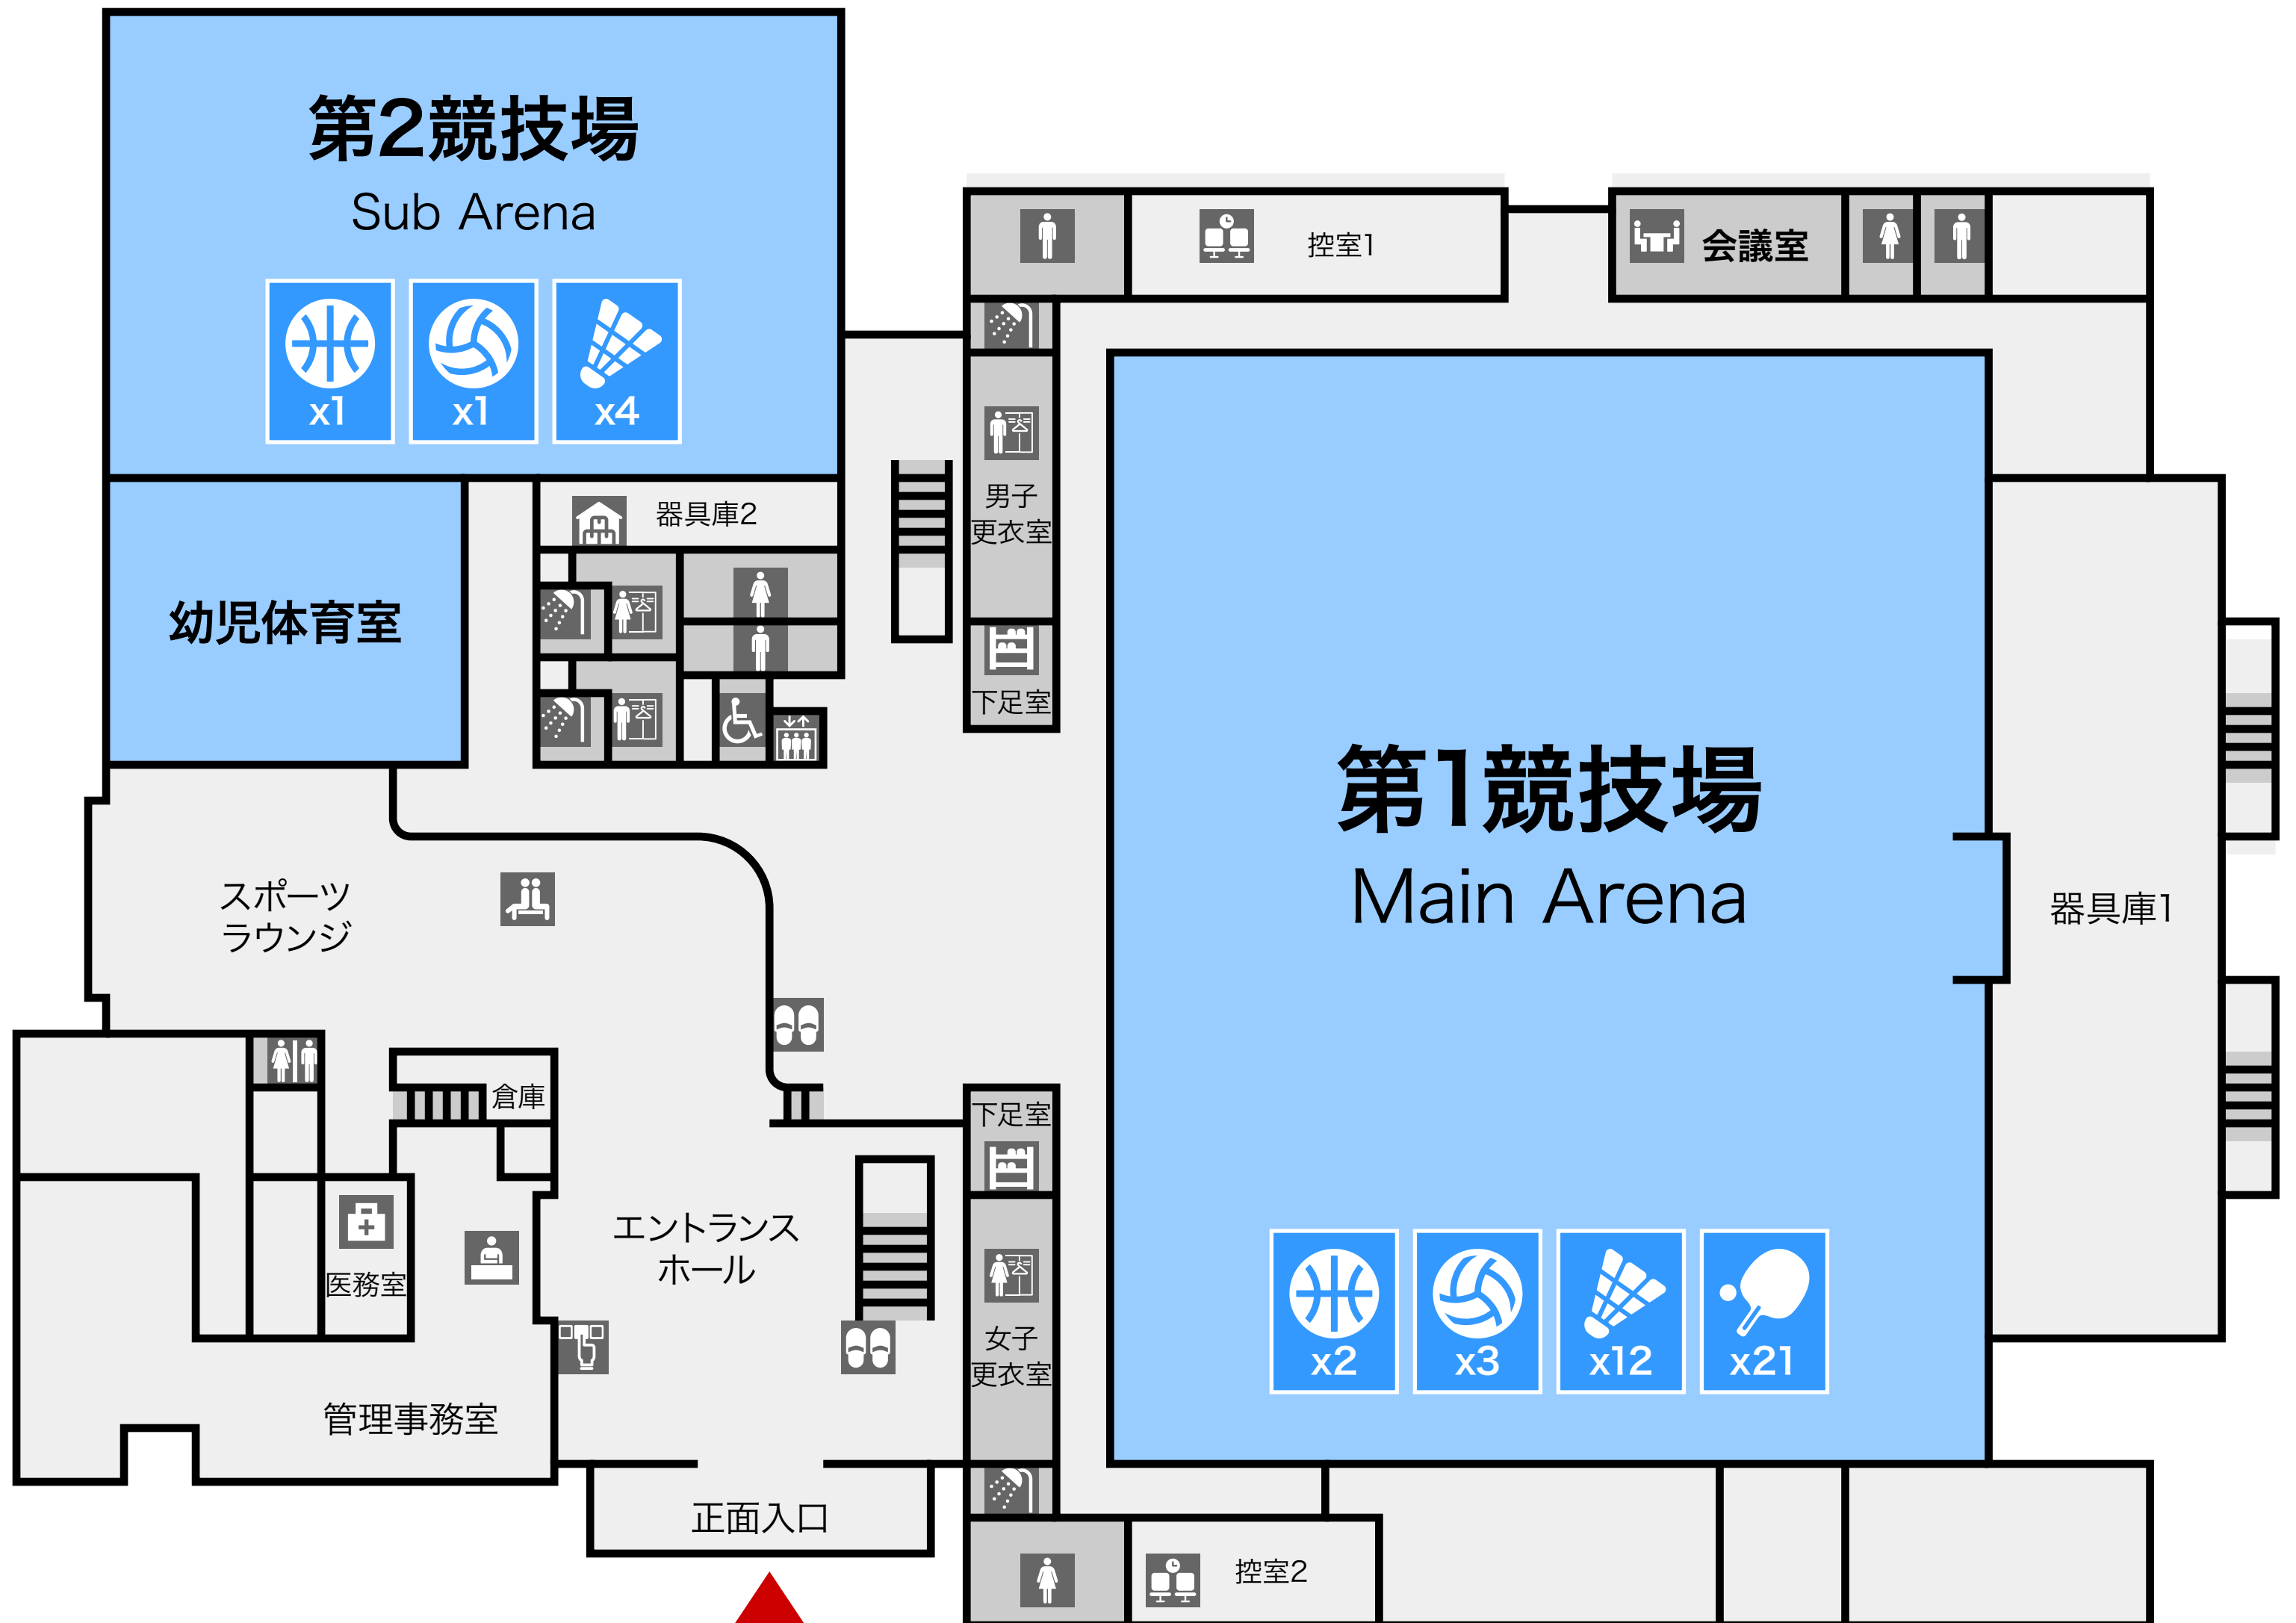 第2競技場
Sub Arena
x1
x1
x4
控室1
会議室
器具庫2
男子
更衣室
幼児体育室
下足室
第1競技場
Main Arena
スポーツ
ラウンジ
器具庫1
倉庫
下足室
エントランス
ホール
医務室
女子
更衣室
x2
x3
x12
x21
管理事務室
正面入口
控室2